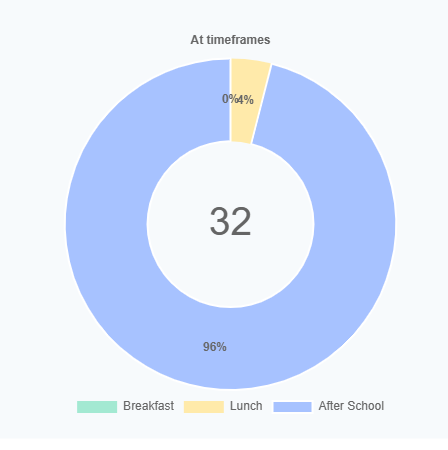 At timeframes
0% 4%
32
96%
Breakfast Lunch After School